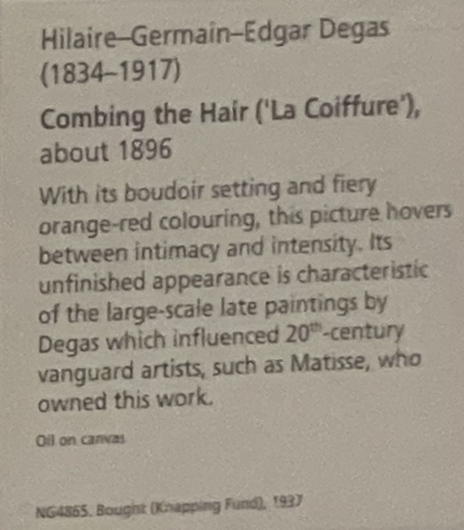 Hilaire–Germain–Edgar Degas
(1834–1917)
Combing the Hair ('La Coiffure'),
about 1896
With its boudoir setting and fiery
orange-red colouring, this picture hovers
between intimacy and intensity. Its
unfinished appearance is characteristic
of the large-scale late paintings by
Degas which influenced 20th-century
vanguard artists, such as Matisse, who
owned this work.
Oil on canvas
NG4865. Bought (Knapping Fund), 1937